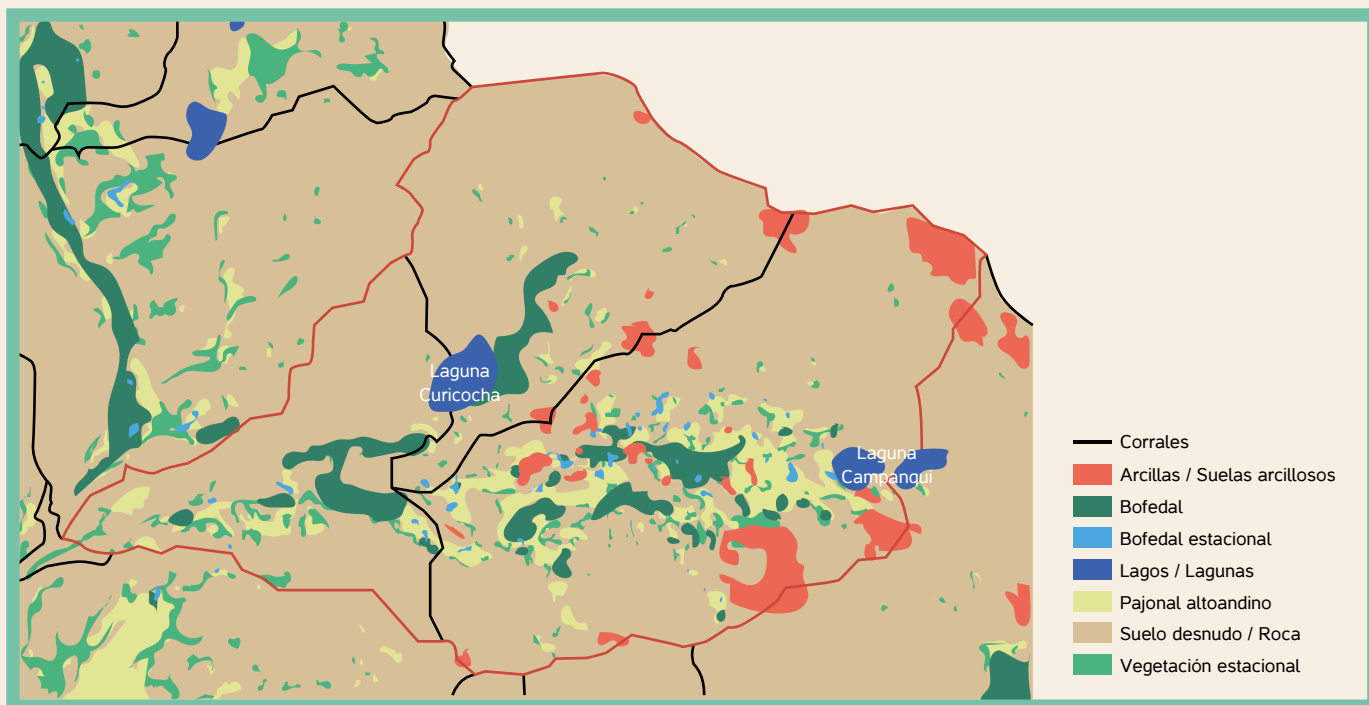 Laguna
Curicocha
Laguna
Campangui
Corrales
Arcillas / Suelas arcillosos
Bofedal
Bofedal estacional
Lagos / Lagunas
Pajonal altoandino
Suelo desnudo / Roca
Vegetación estacional